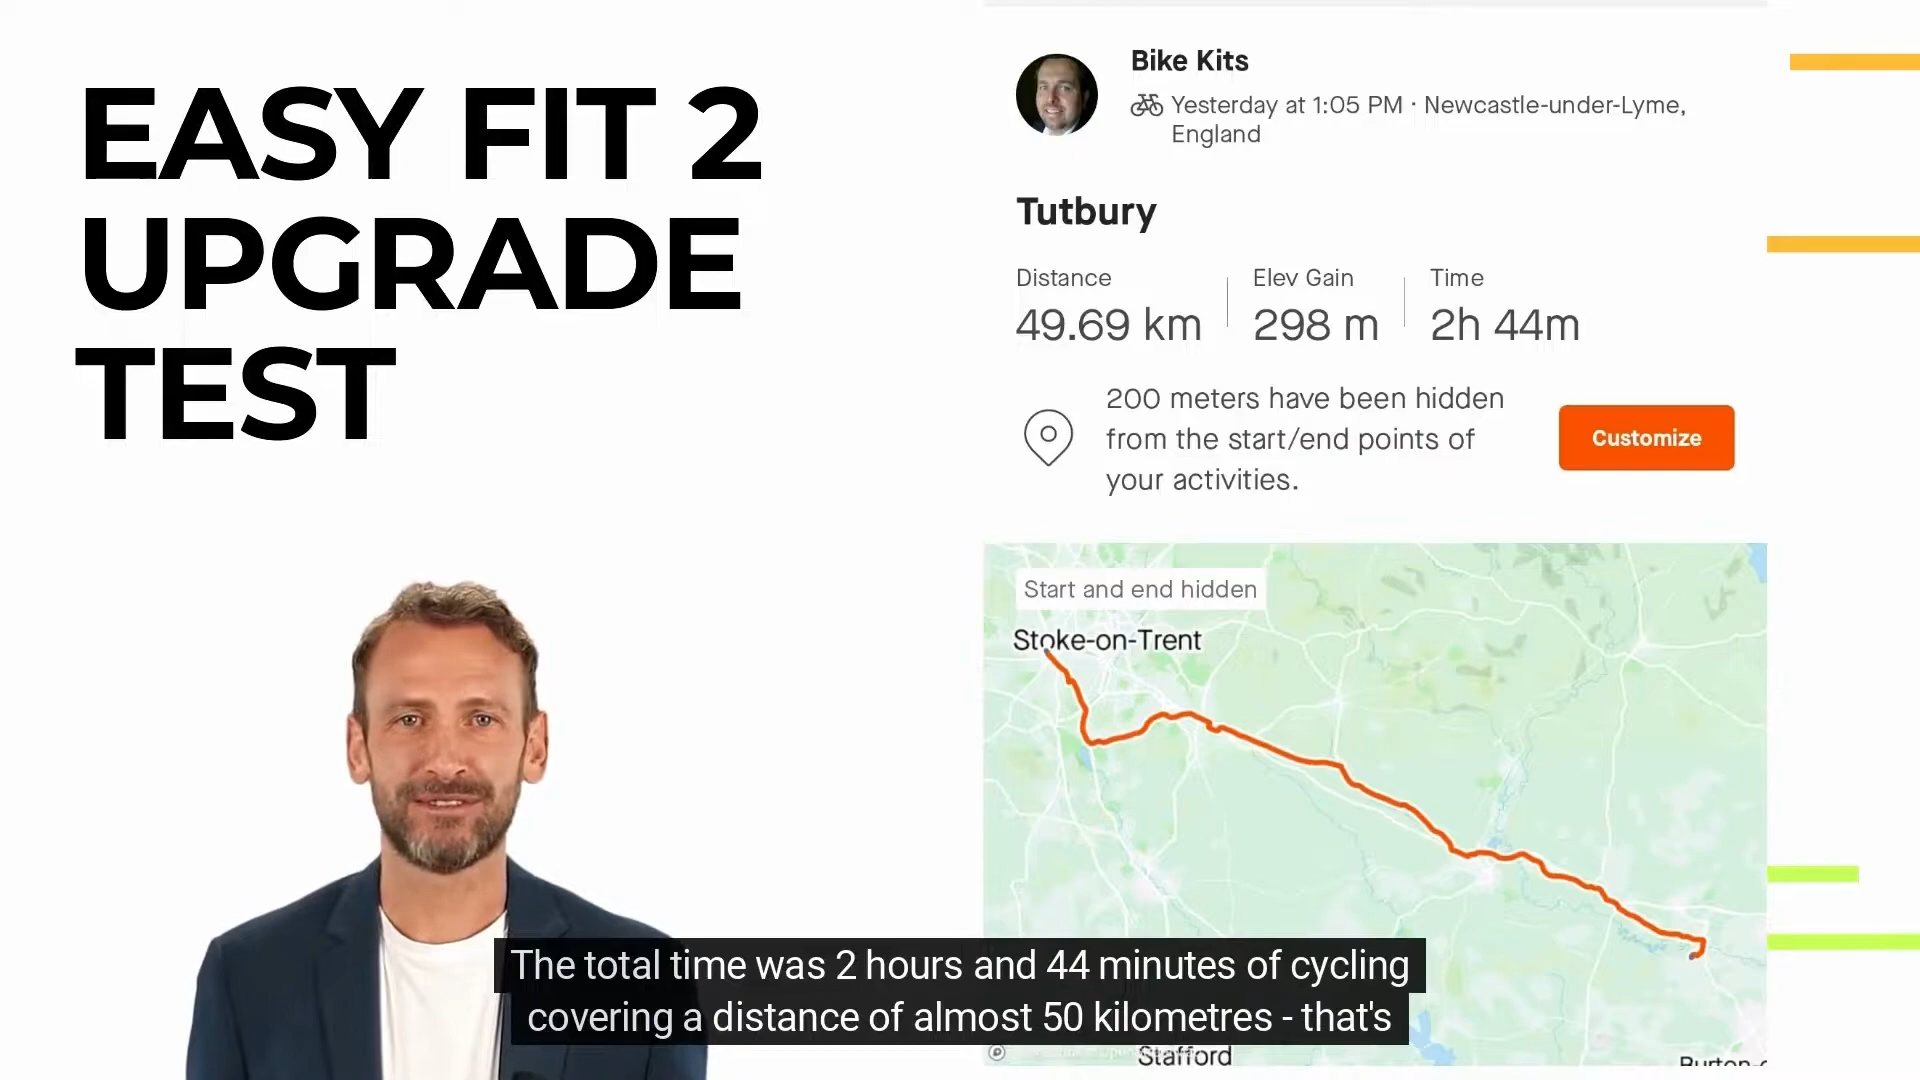 EASY FIT 2
UPGRADE
TEST
Bike Kits
Yesterday at 1:05 PM · Newcastle-under-Lyme,
England
Tutbury
Distance
49.69 km
Elev Gain
298 m
Time
2h 44m
200 meters have been hidden
from the start/end points of
your activities.
Customize
Start and end hidden
Stoke-on-Trent
The total time was 2 hours and 44 minutes of cycling
covering a distance of almost 50 kilometres - that's
Stafford